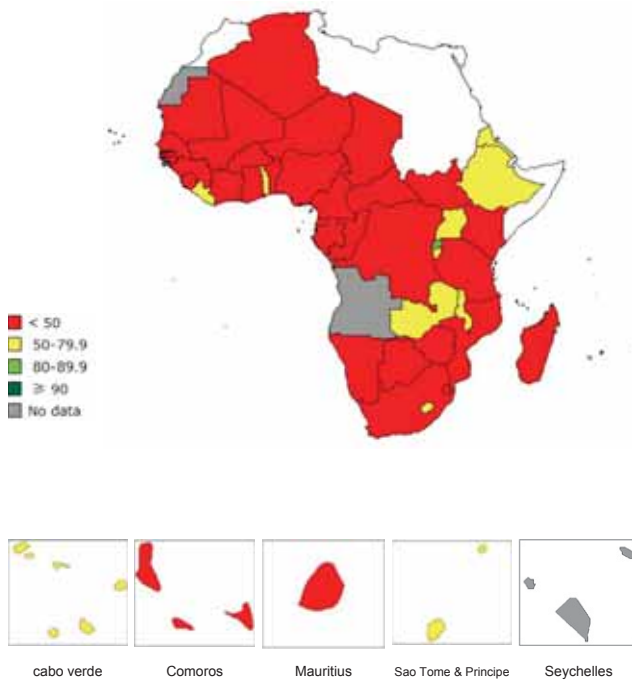 < 50
50-79.9
80-89.9
⩾ 90
No data
cabo verde
Comoros
Mauritius
Sao Tome & Principe
Seychelles